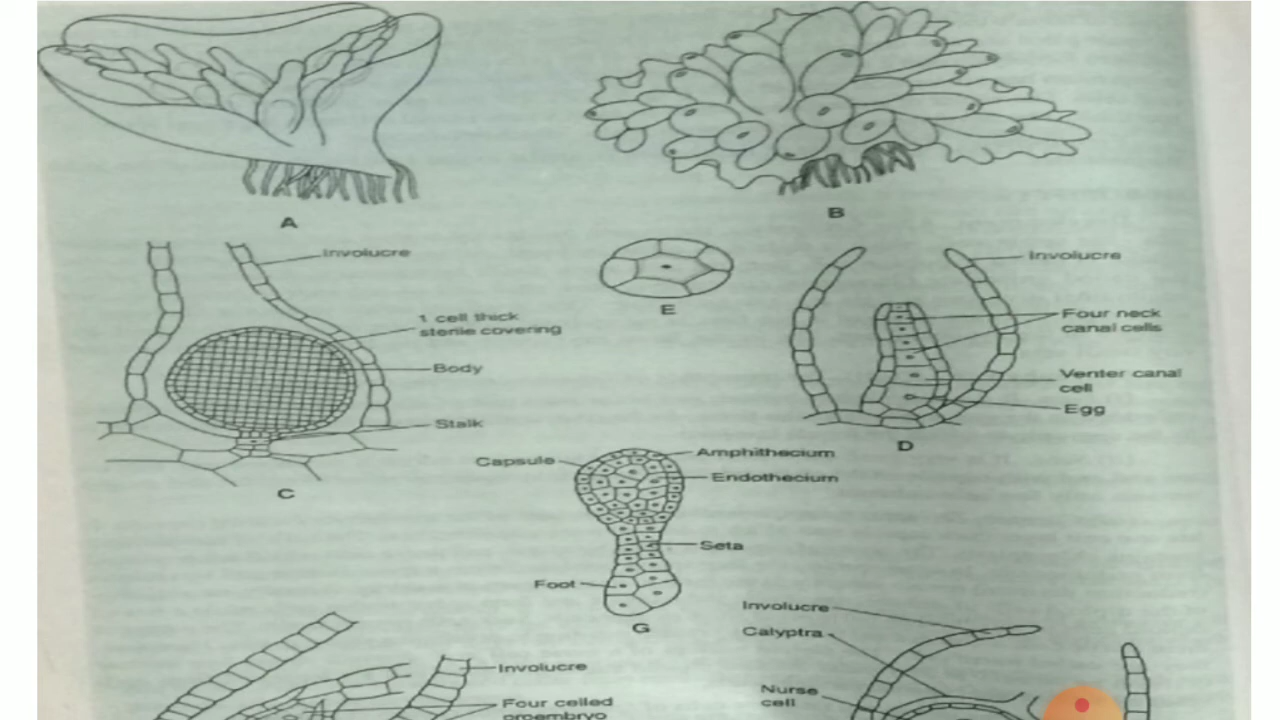 A
B
Involucre
1 cell thick
sterile covering
Body
Stalk
C
E
Involucre
Four neck
canal cells
Venter canal
cell
Egg
D
Capsule
Amphithecium
Endothecium
Seta
Foot
G
Involucre
Four celled
proembryo
Involucre
Calyptra
Nurse
cell